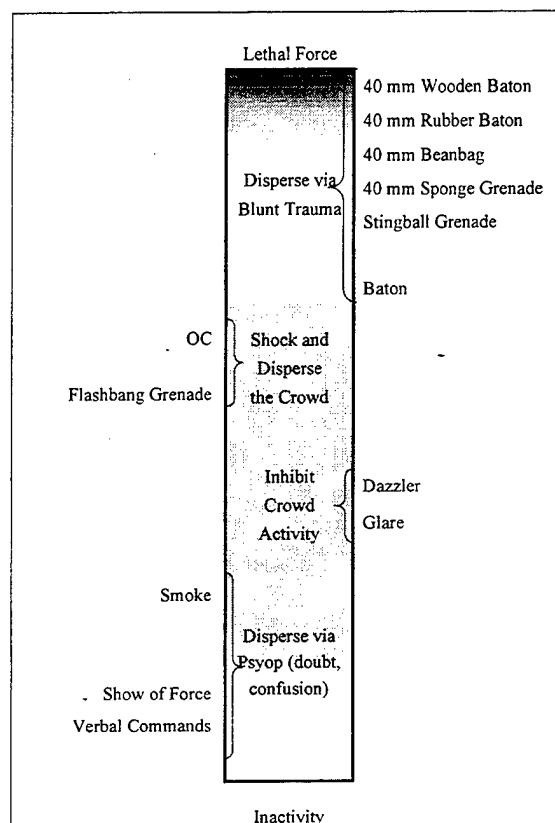 Lethal Force
40 mm Wooden Baton
40 mm Rubber Baton
40 mm Beanbag
Disperse via
Blunt Trauma
40 mm Sponge Grenade
Stingball Grenade
Baton
OC
Shock and
Disperse
the Crowd
Flashbang Grenade
Inhibit
Crowd
Activity
Dazzler
Glare
Smoke
Disperse via
Psyop (doubt,
confusion)
Show of Force
Verbal Commands
Inactivity